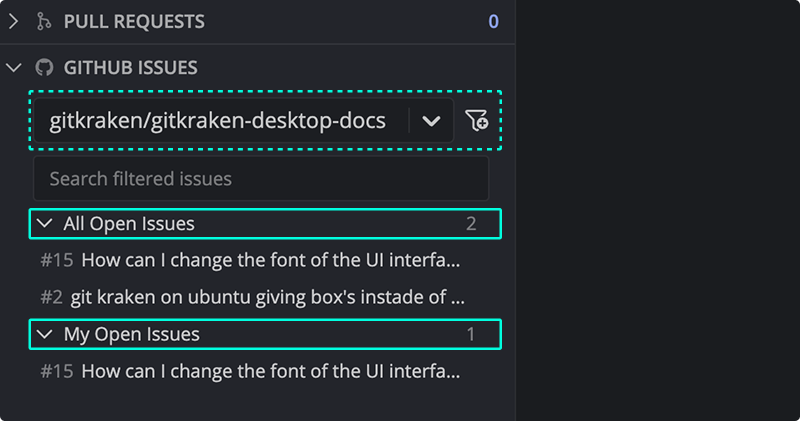 PULL REQUESTS 0
GITHUB ISSUES
gitkraken/gitkraken-desktop-docs
Search filtered issues
All Open Issues 2
#15 How can I change the font of the UI interfa...
#2 git kraken on ubuntu giving box's instade of ...
My Open Issues 1
#15 How can I change the font of the UI interfa...